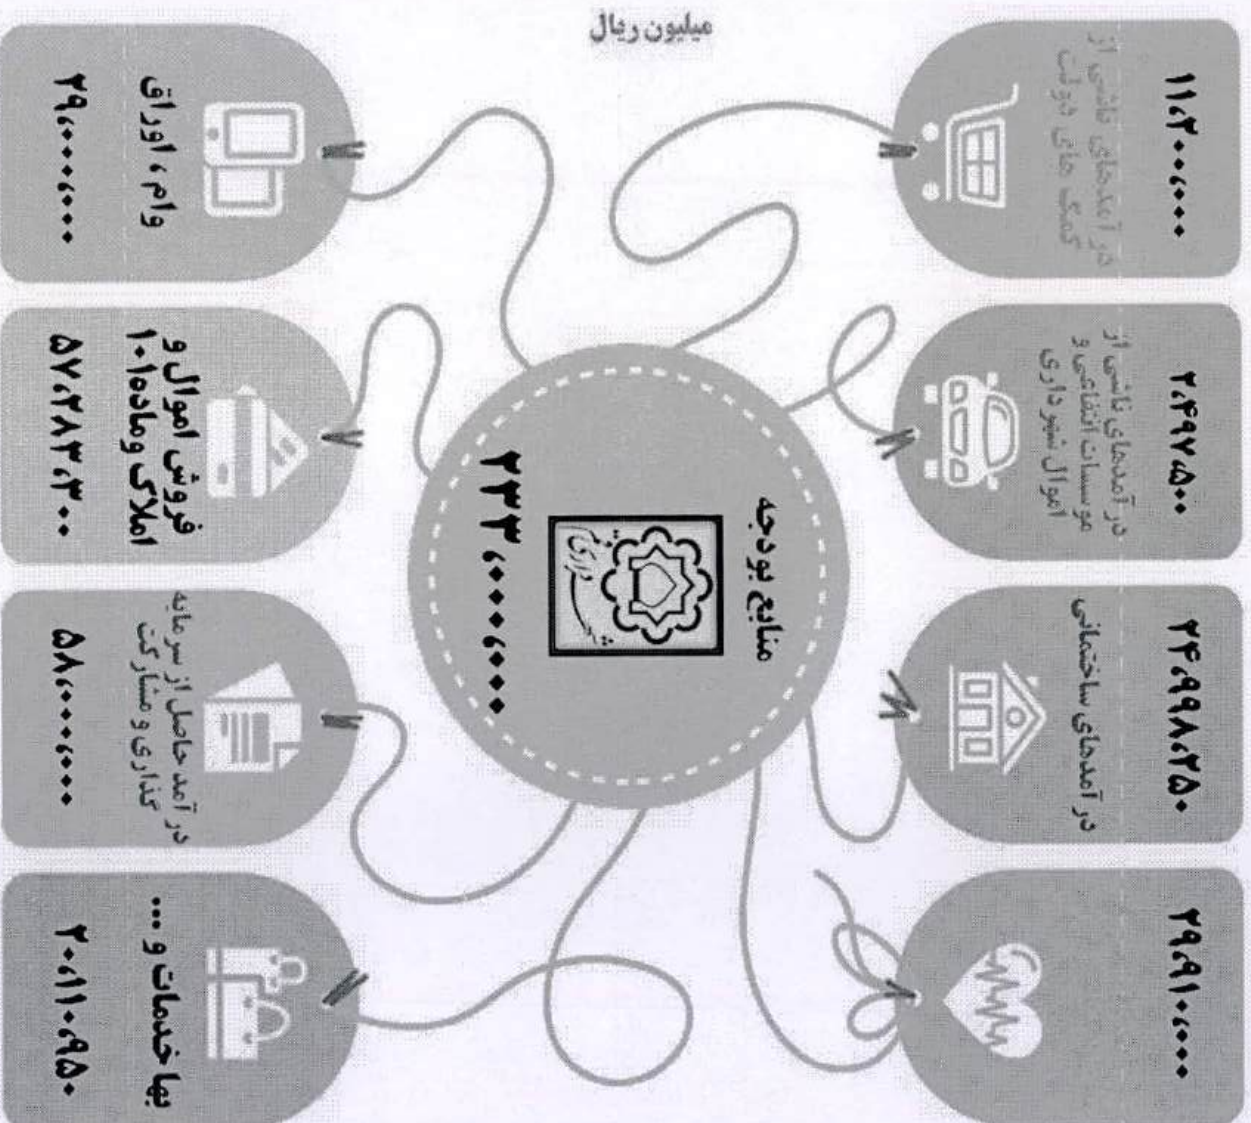 میلیون ریال
۲۹،۹۱۰،۰۰۰
۲۴،۹۹۸،۲۵۰
درآمدهای ساختمانی
۲،۴۹۷،۵۰۰
درآمدهای ناشی از
موسسات انتفاعی و
اموال شهرداری
۱۱،۲۰۰،۰۰۰
درآمدهای ناشی از
کمک های دولت
منابع بودجه
شهرداری
۲۳۳،۰۰۰،۰۰۰
بها خدمات و ...
۲۰،۱۱۰،۹۵۰
درآمد حاصل از سرمایه
گذاری و مشارکت
۵۸،۰۰۰،۰۰۰
فروش اموال و
املاک و ماده۱۰۱
۵۷،۲۸۳،۳۰۰
وام ، اوراق
۲۹،۰۰۰،۰۰۰